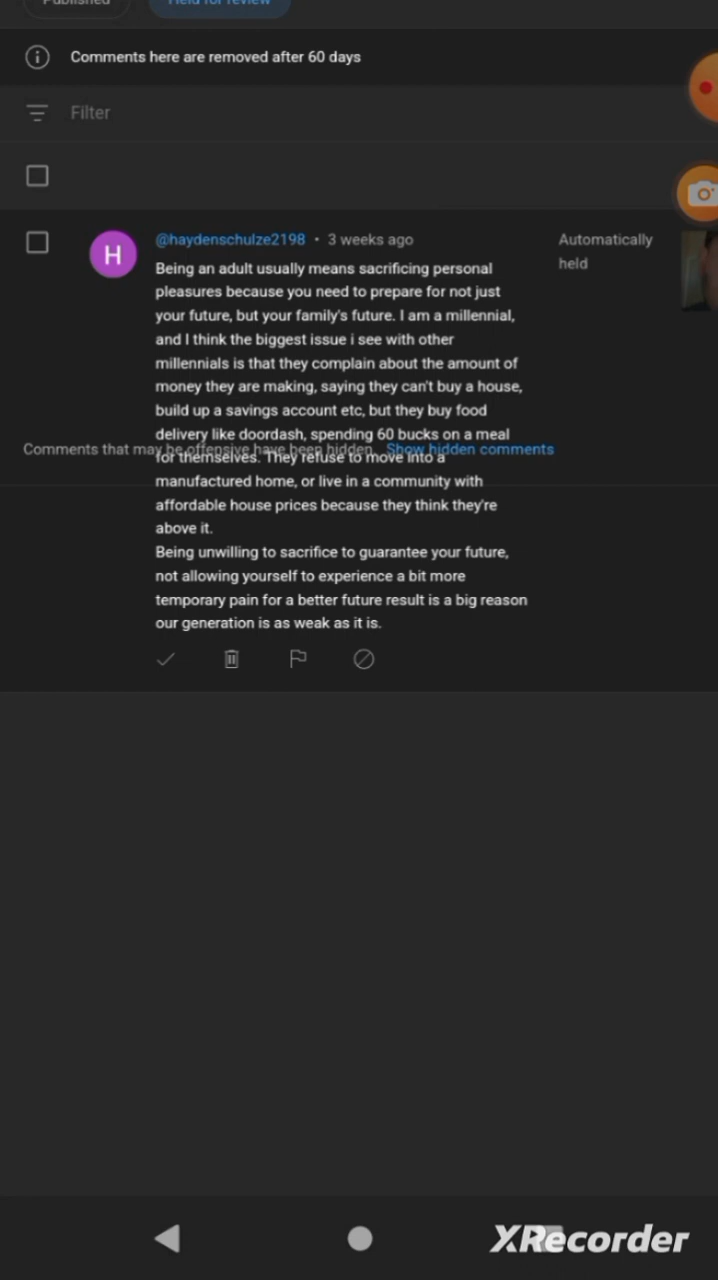 Published
Held for review
Comments here are removed after 60 days
Filter
@haydenschulze2198 • 3 weeks ago
Automatically held
H
Being an adult usually means sacrificing personal
pleasures because you need to prepare for not just
your future, but your family's future. I am a millennial,
and I think the biggest issue i see with other
millennials is that they complain about the amount of
money they are making, saying they can't buy a house,
build up a savings account etc, but they buy food
delivery like doordash, spending 60 bucks on a meal
Comments that may be offensive have been hidden Show hidden comments
for themselves. They refuse to move into a
manufactured home, or live in a community with
affordable house prices because they think they're
above it.
Being unwilling to sacrifice to guarantee your future,
not allowing yourself to experience a bit more
temporary pain for a better future result is a big reason
our generation is as weak as it is.
XRecorder